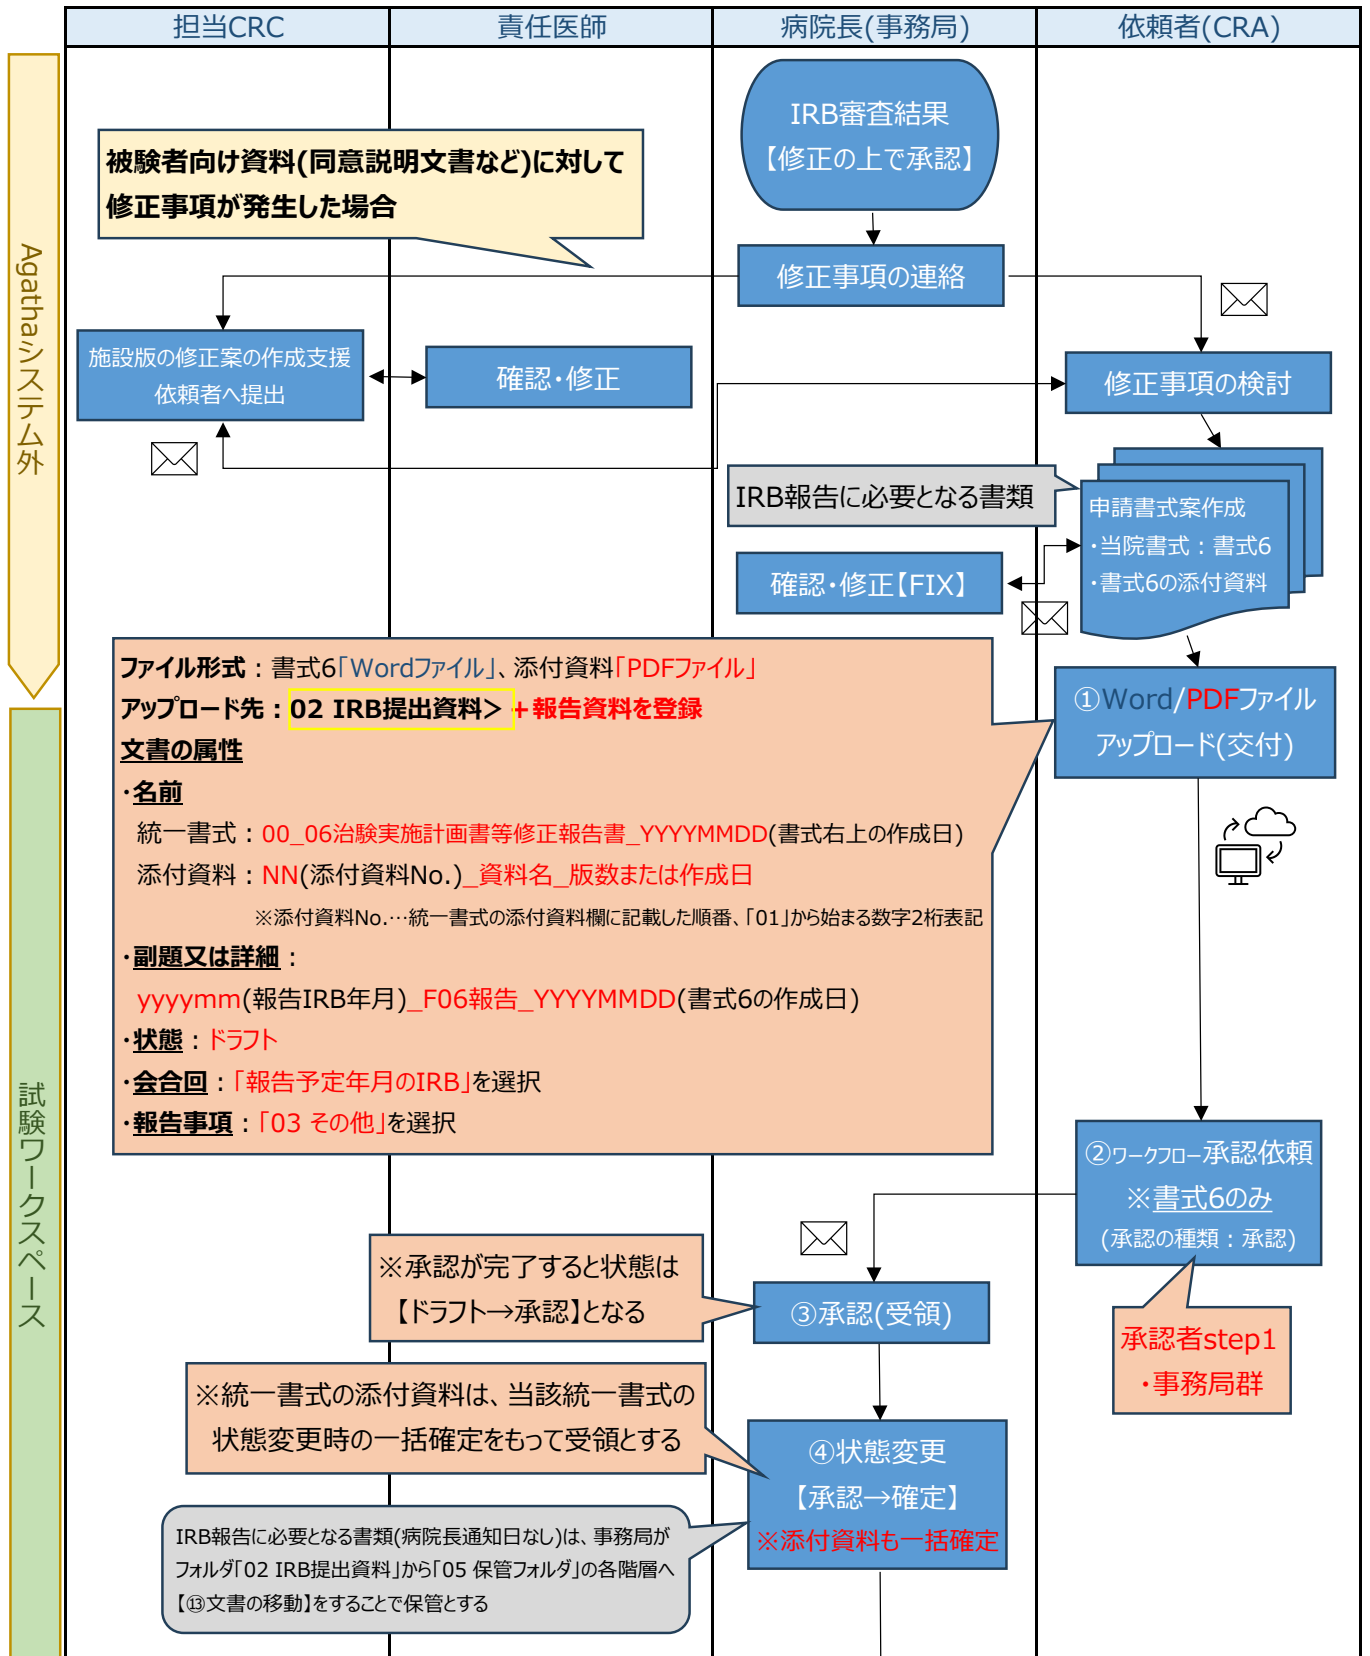 担当CRC
責任医師
病院長(事務局)
依頼者(CRA)
Agathaシステム外
IRB審査結果
【修正の上で承認】
被験者向け資料(同意説明文書など)に対して
修正事項が発生した場合
修正事項の連絡
施設版の修正案の作成支援
依頼者へ提出
確認・修正
修正事項の検討
IRB報告に必要となる書類
申請書式案作成
・当院書式：書式6
・書式6の添付資料
確認・修正【FIX】
ファイル形式：書式6「Wordファイル」、添付資料「PDFファイル」
アップロード先：02 IRB提出資料>＋報告資料を登録
文書の属性
・名前
統一書式：00_06治験実施計画書等修正報告書_YYYYMMDD(書式右上の作成日)
添付資料：NN(添付資料No.)_資料名_版数または作成日
※添付資料No.…統一書式の添付資料欄に記載した順番、「01」から始まる数字2桁表記
・副題又は詳細：
yyyymm(報告IRB年月)_F06報告_YYYYMMDD(書式6の作成日)
・状態：ドラフト
・会合回：「報告予定年月のIRB」を選択
・報告事項：「03 その他」を選択
①Word/PDFファイル
アップロード(交付)
試験ワークスペース
②ワークフロー承認依頼
※書式6のみ
(承認の種類：承認)
※承認が完了すると状態は
【ドラフト→承認】となる
③承認(受領)
承認者step1
・事務局群
※統一書式の添付資料は、当該統一書式の
状態変更時の一括確定をもって受領とする
④状態変更
【承認→確定】
※添付資料も一括確定
IRB報告に必要となる書類(病院長通知日なし)は、事務局が
フォルダ「02 IRB提出資料」から「05 保管フォルダ」の各階層へ
【⑬文書の移動】をすることで保管とする